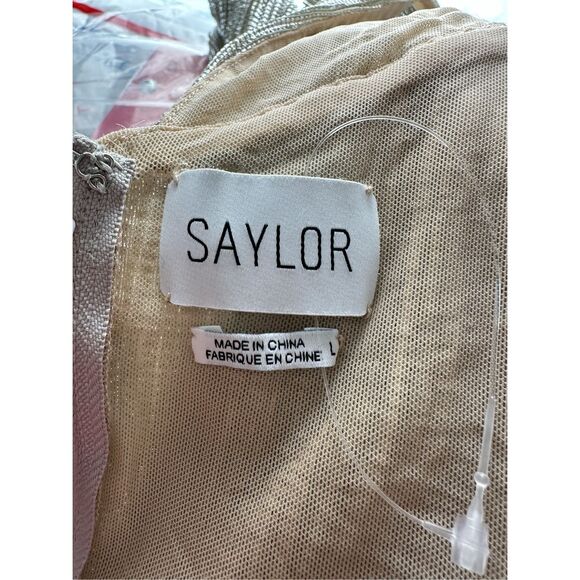 SAYLOR
MADE IN CHINA
FABRIQUE EN CHINE
L